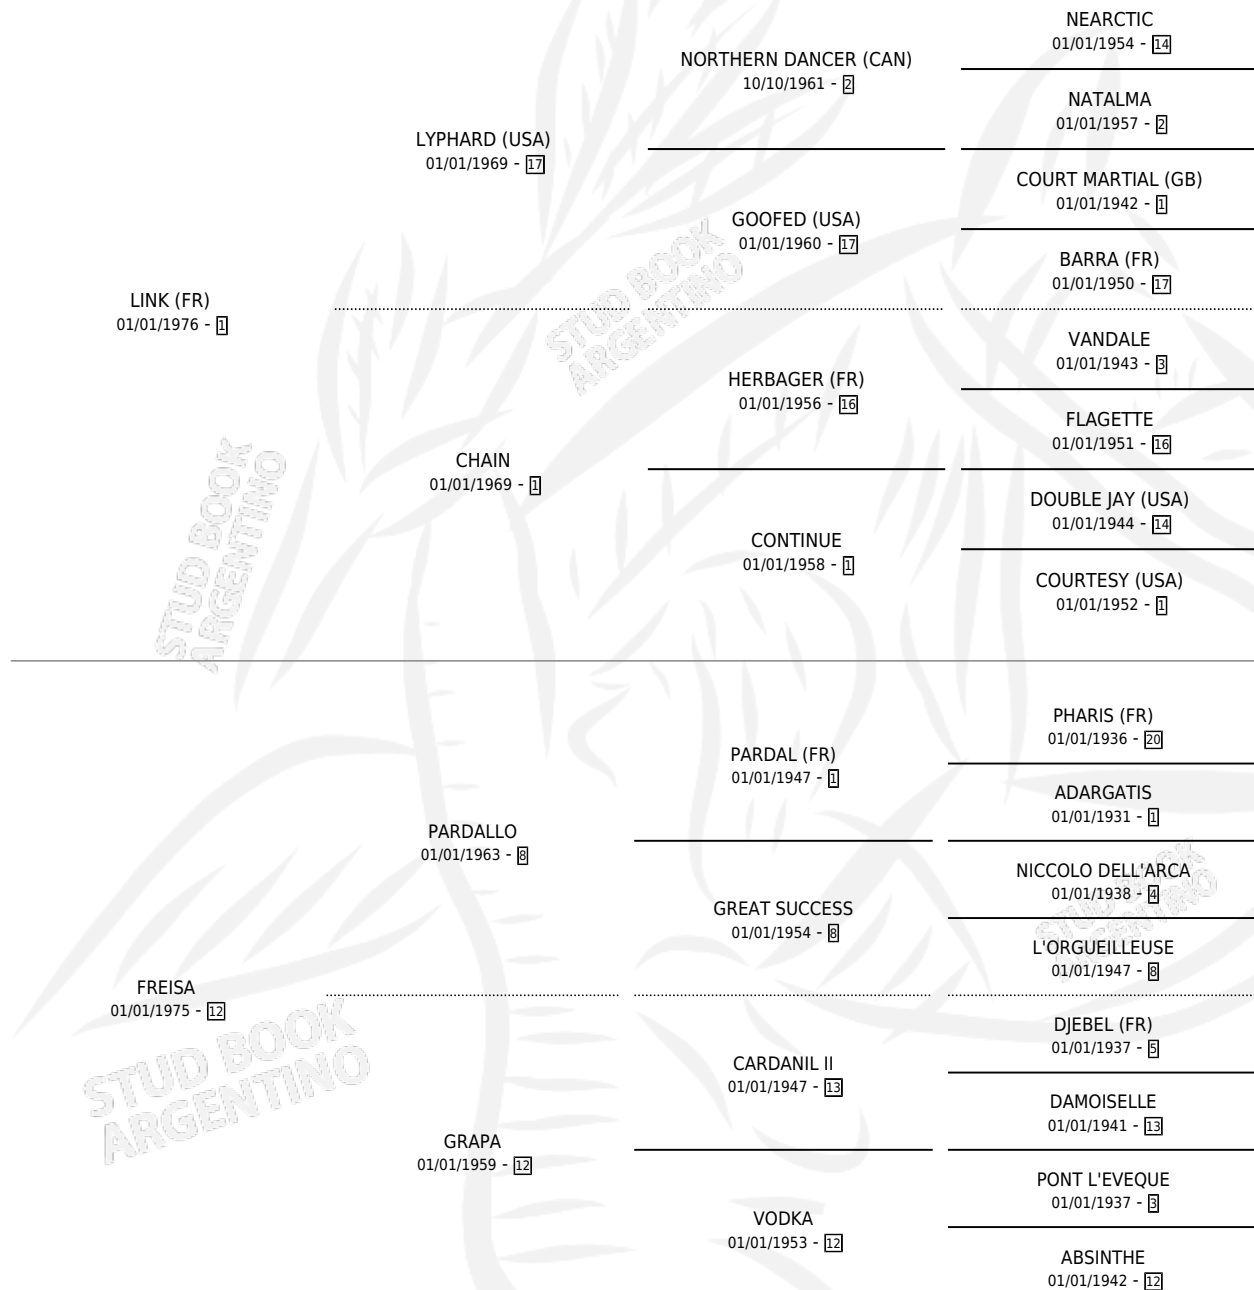 NEARCTIC
01/01/1954 - 14
NORTHERN DANCER (CAN)
10/10/1961 - 2
NATALMA
01/01/1957 - 2
LYPHARD (USA)
01/01/1969 - 17
COURT MARTIAL (GB)
01/01/1942 - 1
GOOFED (USA)
01/01/1960 - 17
BARRA (FR)
01/01/1950 - 17
LINK (FR)
01/01/1976 - 1
STUD BOOK
ARGENTINO
VANDALE
01/01/1943 - 3
HERBAGER (FR)
01/01/1956 - 16
FLAGETTE
01/01/1951 - 16
CHAIN
01/01/1969 - 1
DOUBLE JAY (USA)
01/01/1944 - 14
CONTINUE
01/01/1958 - 1
COURTESY (USA)
01/01/1952 - 1
STUD BOOK
ARGENTINO
PHARIS (FR)
01/01/1936 - 20
PARDAL (FR)
01/01/1947 - 1
ADARGATIS
01/01/1931 - 1
PARDALLO
01/01/1963 - 8
NICCOLO DELL'ARCA
01/01/1938 - 4
GREAT SUCCESS
01/01/1954 - 8
STUD BOOK
ARGENTINO
L'ORGUEILLEUSE
01/01/1947 - 8
FREISA
01/01/1975 - 12
DJEBEL (FR)
01/01/1937 - 5
CARDANIL II
01/01/1947 - 13
STUD BOOK
ARGENTINO
DAMOISELLE
01/01/1941 - 13
GRAPA
01/01/1959 - 12
PONT L'EVEQUE
01/01/1937 - 3
VODKA
01/01/1953 - 12
ABSINTHE
01/01/1942 - 12